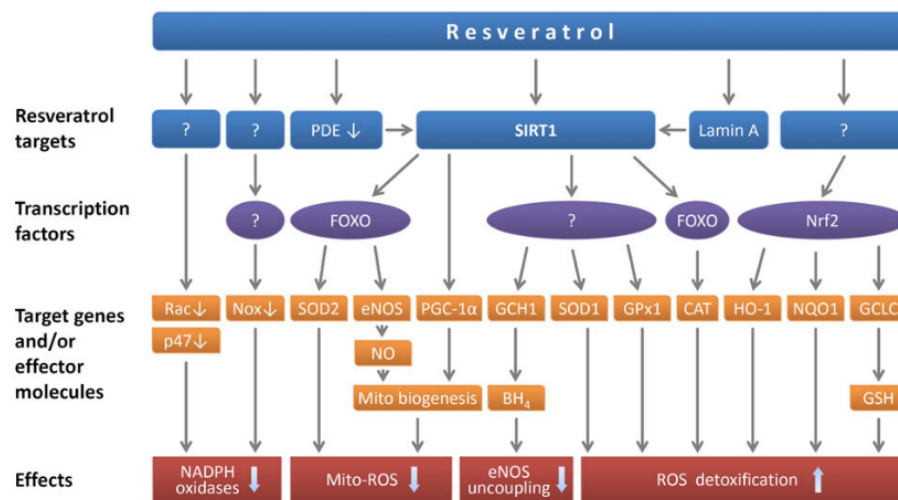 Resveratrol
Resveratrol
targets
?
?
PDE ↓
SIRT1
Lamin A
?
Transcription
factors
?
FOXO
?
FOXO
Nrf2
Target genes
and/or
effector
molecules
Rac↓
Nox↓
SOD2
eNOS
PGC-1α
GCH1
SOD1
GPx1
CAT
HO-1
NQO1
GCLC
p47↓
NO
Mito biogenesis
BH₄
GSH
Effects
NADPH
oxidases
Mito-ROS
eNOS
uncoupling
ROS detoxification